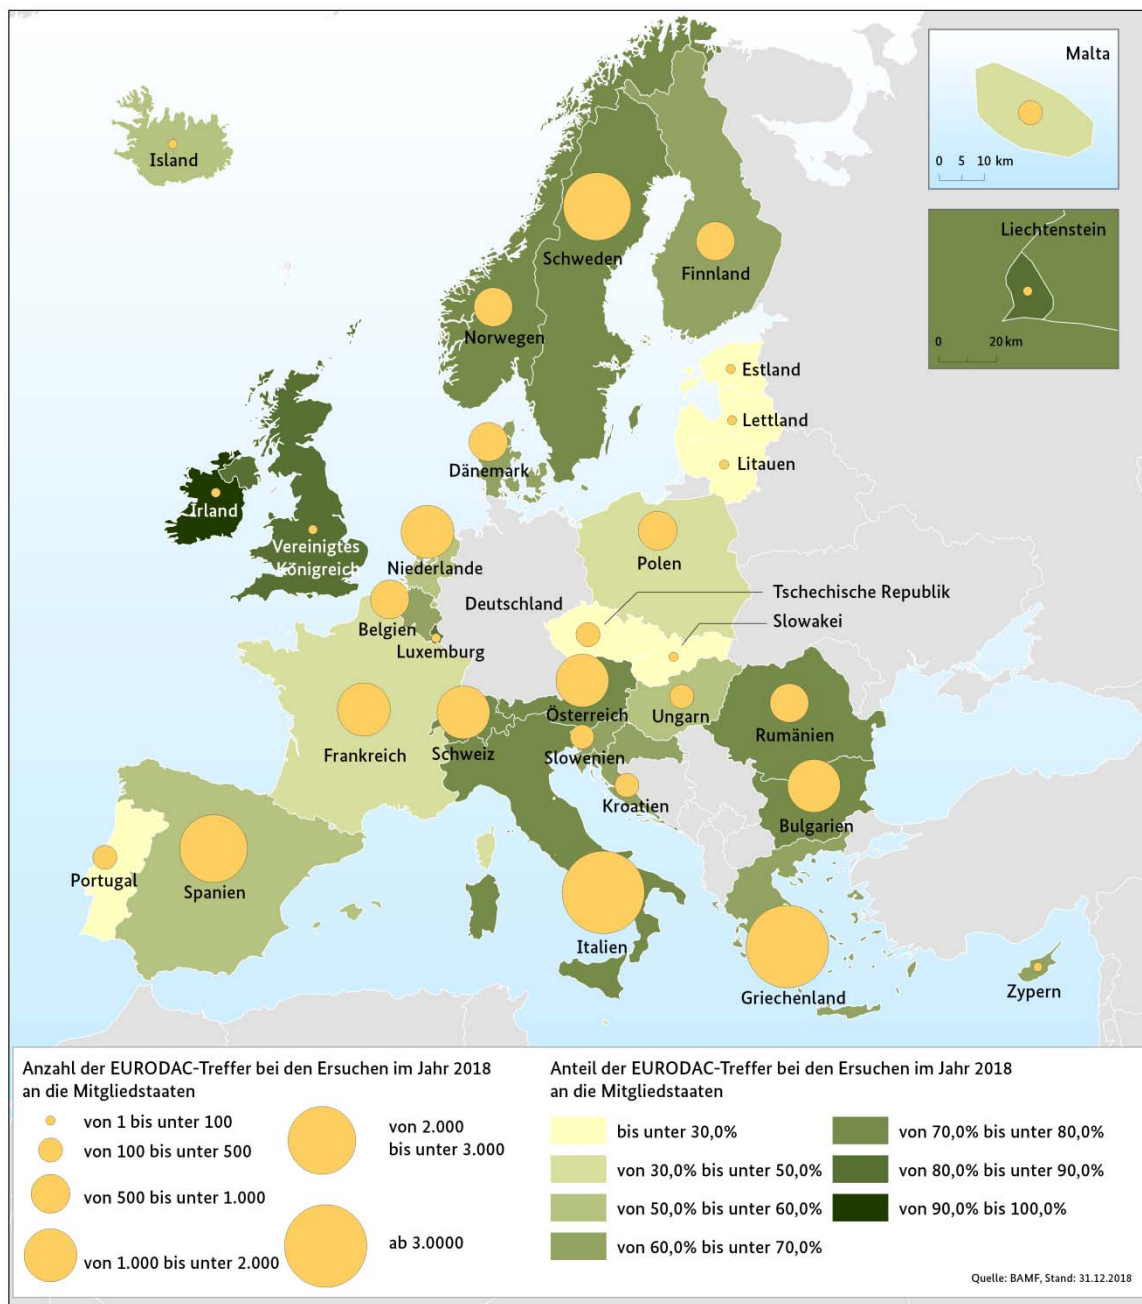 Malta
0 5 10 km
Liechtenstein
0 20 km
Island
Schweden
Finnland
Norwegen
Estland
Lettland
Litauen
Dänemark
Irland
Vereinigtes
Königreich
Niederlande
Polen
Deutschland
Tschechische Republik
Slowakei
Belgien
Luxemburg
Österreich
Ungarn
Rumänien
Frankreich
Schweiz
Slowenien
Kroatien
Bulgarien
Portugal
Spanien
Italien
Griechenland
Zypern
Anzahl der EURODAC-Treffer bei den Ersuchen im Jahr 2018
an die Mitgliedstaaten
von 1 bis unter 100
von 100 bis unter 500
von 500 bis unter 1.000
von 1.000 bis unter 2.000
von 2.000
bis unter 3.000
ab 3.0000
Anteil der EURODAC-Treffer bei den Ersuchen im Jahr 2018
an die Mitgliedstaaten
bis unter 30,0%
von 30,0% bis unter 50,0%
von 50,0% bis unter 60,0%
von 60,0% bis unter 70,0%
von 70,0% bis unter 80,0%
von 80,0% bis unter 90,0%
von 90,0% bis 100,0%
Quelle: BAMF, Stand: 31.12.2018